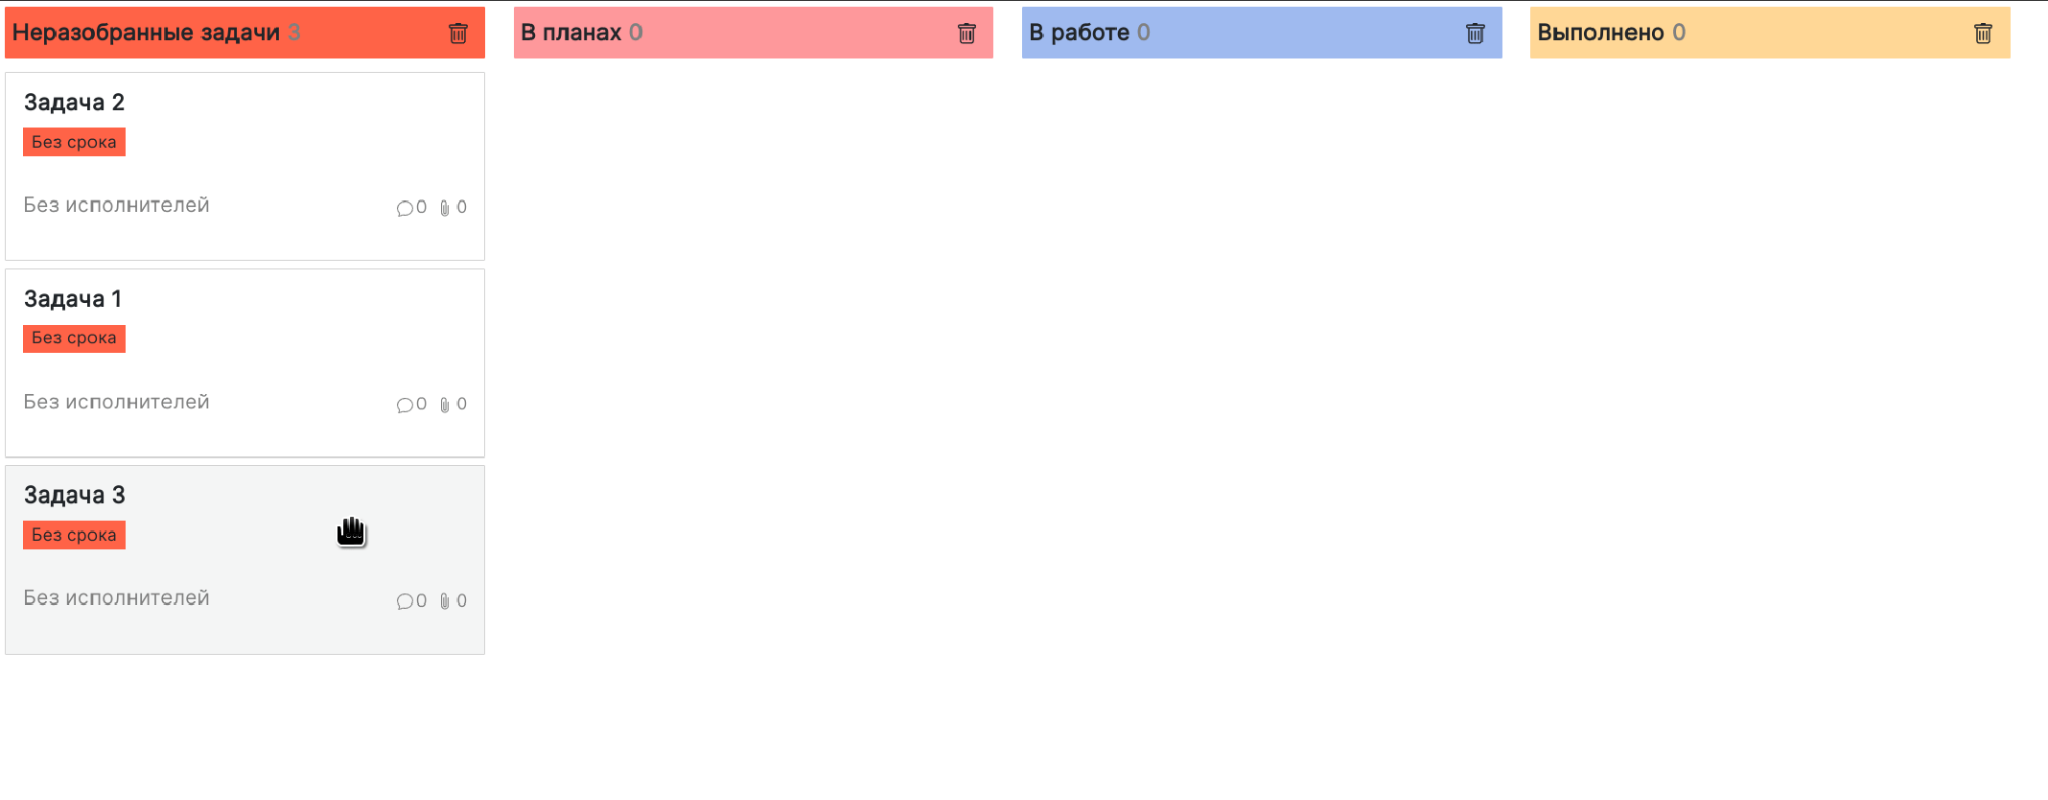 Неразобранные задачи 3
В планах 0
В работе 0
Выполнено 0
Задача 2
Без срока
Без исполнителей 0 0
Задача 1
Без срока
Без исполнителей 0 0
Задача 3
Без срока
Без исполнителей 0 0